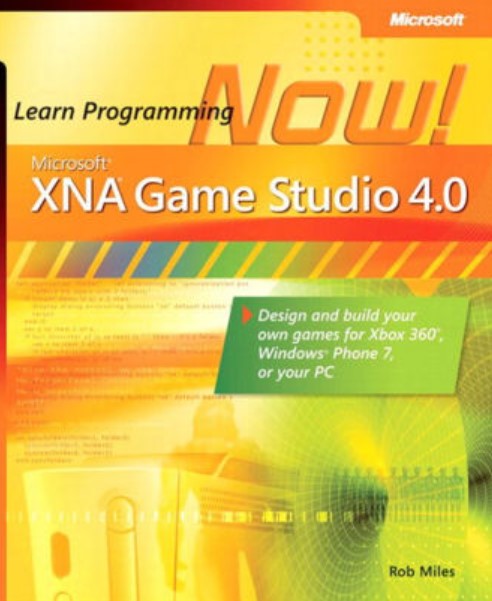 Microsoft
Learn Programming Now!
Microsoft®
XNA® Game Studio 4.0
Design and build your
own games for Xbox 360®,
Windows® Phone 7,
or your PC
Rob Miles